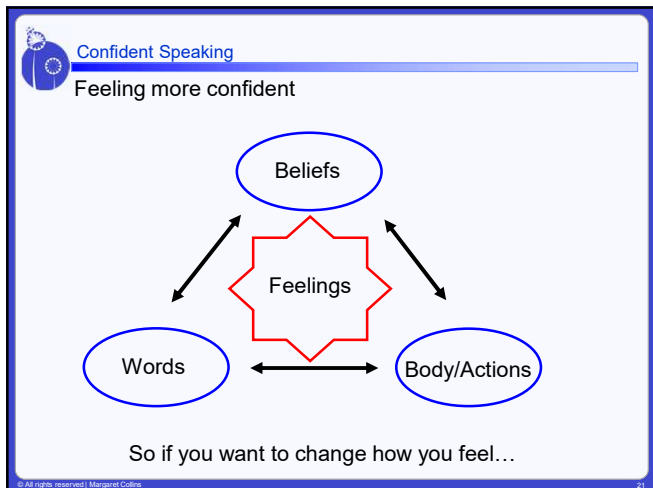 Confident Speaking
Feeling more confident
Beliefs
Feelings
Words
Body/Actions
So if you want to change how you feel…
© All rights reserved | Margaret Collins
21